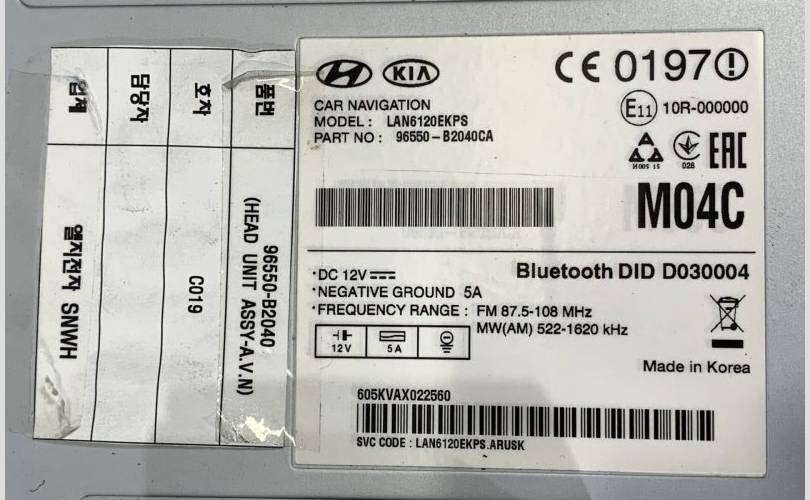 품번
96550-B2040
(HEAD UNIT ASSY-A.V.N)
호차
C019
담당자
업체
엘지전자 SNWH
KIA
CE 0197
CAR NAVIGATION
MODEL : LAN6120EKPS
PART NO : 96550-B2040CA
E11 10R-000000
028
EAC
M04C
Bluetooth DID D030004
·DC 12V
·NEGATIVE GROUND 5A
·FREQUENCY RANGE : FM 87.5-108 MHz
MW(AM) 522-1620 kHz
12V
5A
Made in Korea
605KVAX022560
SVC CODE : LAN6120EKPS.ARUSK